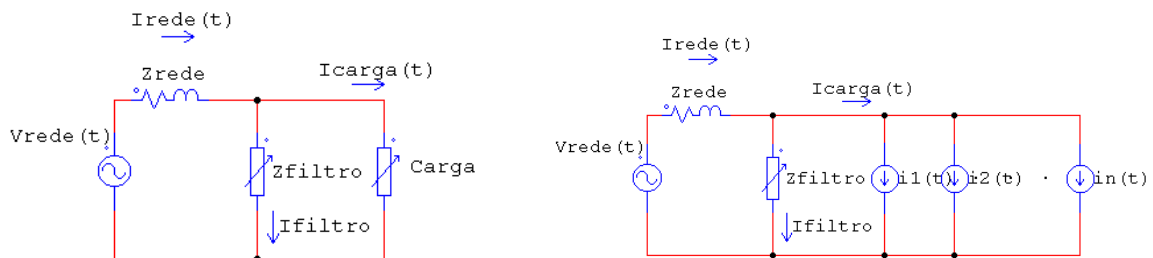 Irede(t)
Zrede
Icarga(t)
Vrede(t)
Zfiltro
Carga
Ifiltro
Irede(t)
Zrede
Icarga(t)
Vrede(t)
Zfiltro
i1(t)
i2(t)
. in(t)
Ifiltro